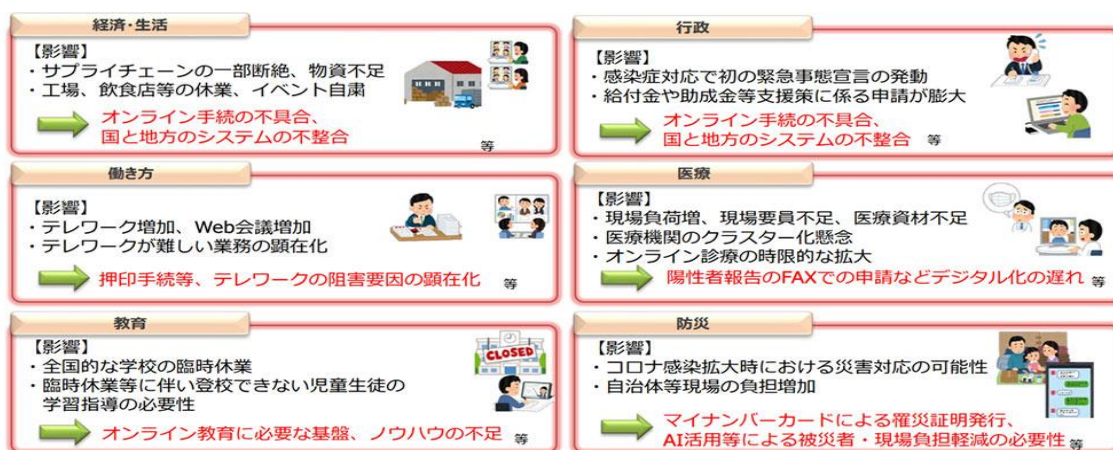 経済・生活
【影響】
・サプライチェーンの一部断絶、物資不足
・工場、飲食店等の休業、イベント自粛
オンライン手続の不具合、
国と地方のシステムの不整合
等
行政
【影響】
・感染症対応で初の緊急事態宣言の発動
・給付金や助成金等支援策に係る申請が膨大
オンライン手続の不具合、
国と地方のシステムの不整合 等
働き方
【影響】
・テレワーク増加、Web会議増加
・テレワークが難しい業務の顕在化
押印手続等、テレワークの阻害要因の顕在化 等
医療
【影響】
・現場負荷増、現場要員不足、医療資材不足
・医療機関のクラスター化懸念
・オンライン診療の時限的な拡大
陽性者報告のFAXでの申請などデジタル化の遅れ 等
教育
【影響】
・全国的な学校の臨時休業
・臨時休業等に伴い登校できない児童生徒の
学習指導の必要性
CLOSED
オンライン教育に必要な基盤、ノウハウの不足 等
防災
【影響】
・コロナ感染拡大時における災害対応の可能性
・自治体等現場の負担増加
マイナンバーカードによる罹災証明発行、
AI活用等による被災者・現場負担軽減の必要性 等